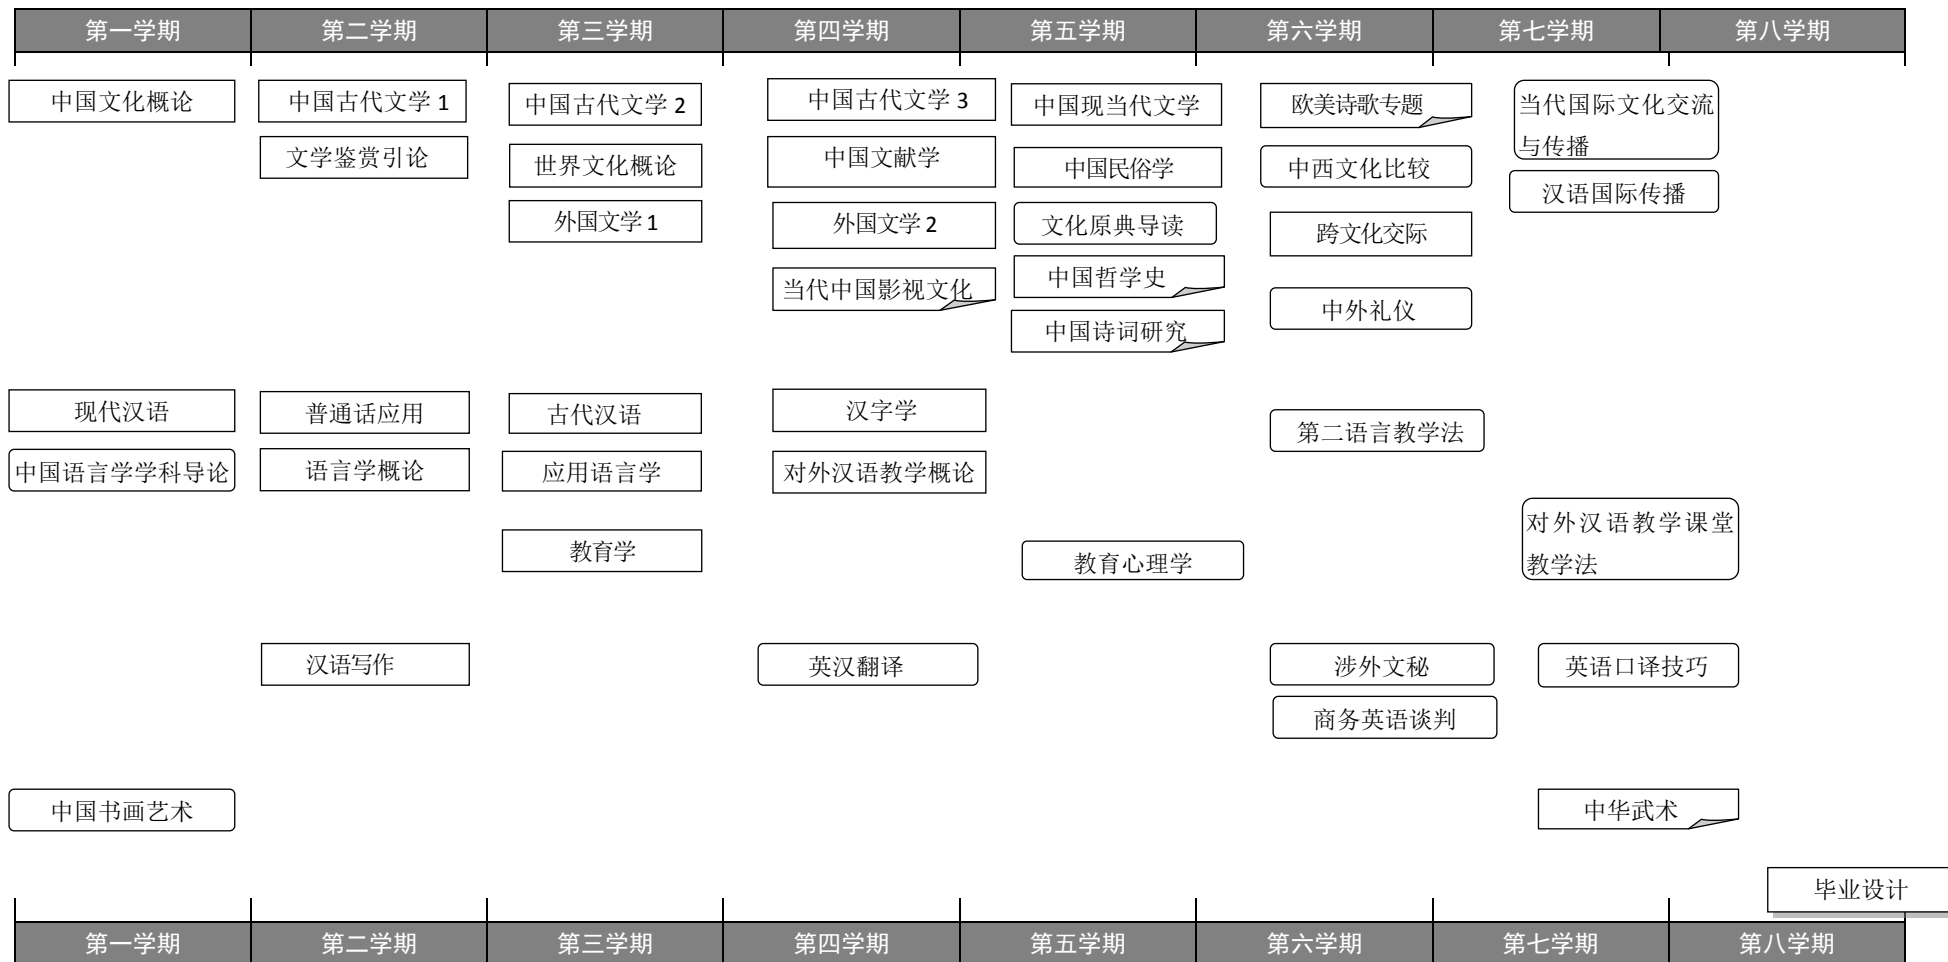 第一学期 第二学期 第三学期 第四学期 第五学期 第六学期 第七学期 第八学期
中国文化概论 中国古代文学 1 中国古代文学 2 中国古代文学 3 中国现当代文学 欧美诗歌专题 当代国际文化交流
与传播
文学鉴赏引论 世界文化概论 中国文献学 中国民俗学 中西文化比较 汉语国际传播
外国文学 1 外国文学 2 文化原典导读 跨文化交际
当代中国影视文化 中国哲学史 中外礼仪
中国诗词研究
现代汉语 普通话应用 古代汉语 汉字学 第二语言教学法
中国语言学学科导论 语言学概论 应用语言学 对外汉语教学概论
教育学 教育心理学 对外汉语教学课堂
教学法
汉语写作 英汉翻译 涉外文秘 英语口译技巧
商务英语谈判
中国书画艺术 中华武术
毕业设计
第一学期 第二学期 第三学期 第四学期 第五学期 第六学期 第七学期 第八学期